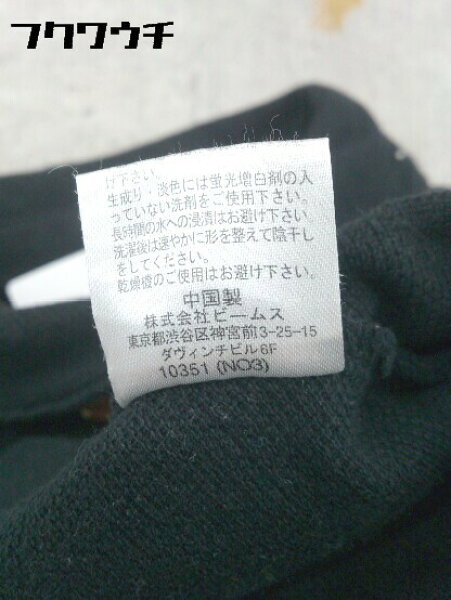 フクワウチ
け下さい。
生成り・淡色には蛍光増白剤の入
っていない洗剤をご使用下さい。
長時間の水への浸漬はお避け下さい。
洗濯後は速やかに形を整えて陰干し
をしてください。
乾燥機のご使用はお避け下さい。
中国製
株式会社ビームス
東京都渋谷区神宮前3-25-15
ダヴィンチビル6F
10351 (NO3)